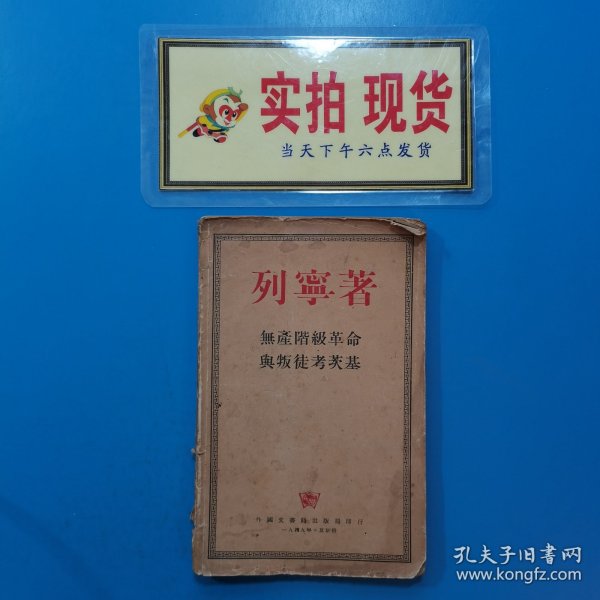 实拍 现货
当天下午六点发货
列寧著
無產階級革命
與叛徒考茨基
外國文書籍出版局印行
孔夫子旧书网
www.kongfz.com